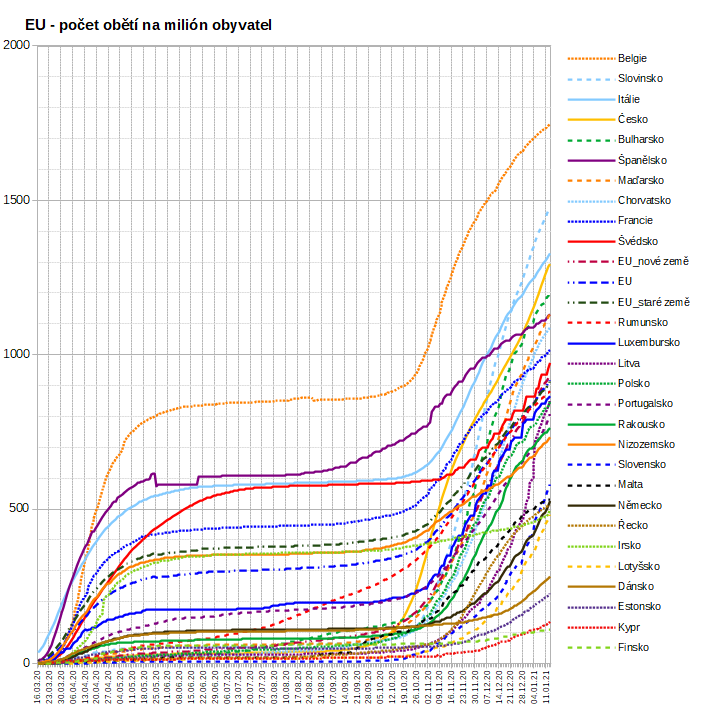 EU - počet obětí na milión obyvatel
2000
1500
1000
500
0
16.03.20
23.03.20
30.03.20
06.04.20
13.04.20
20.04.20
27.04.20
04.05.20
11.05.20
18.05.20
25.05.20
01.06.20
08.06.20
15.06.20
22.06.20
29.06.20
06.07.20
13.07.20
20.07.20
27.07.20
03.08.20
10.08.20
17.08.20
24.08.20
31.08.20
07.09.20
14.09.20
21.09.20
28.09.20
05.10.20
12.10.20
19.10.20
26.10.20
02.11.20
09.11.20
16.11.20
23.11.20
30.11.20
07.12.20
14.12.20
21.12.20
28.12.20
04.01.21
11.01.21
Belgie
Slovinsko
Itálie
Česko
Bulharsko
Španělsko
Maďarsko
Chorvatsko
Francie
Švédsko
EU_nové země
EU
EU_staré země
Rumunsko
Luxembursko
Litva
Polsko
Portugalsko
Rakousko
Nizozemsko
Slovensko
Malta
Německo
Řecko
Irsko
Lotyšsko
Dánsko
Estonsko
Kypr
Finsko